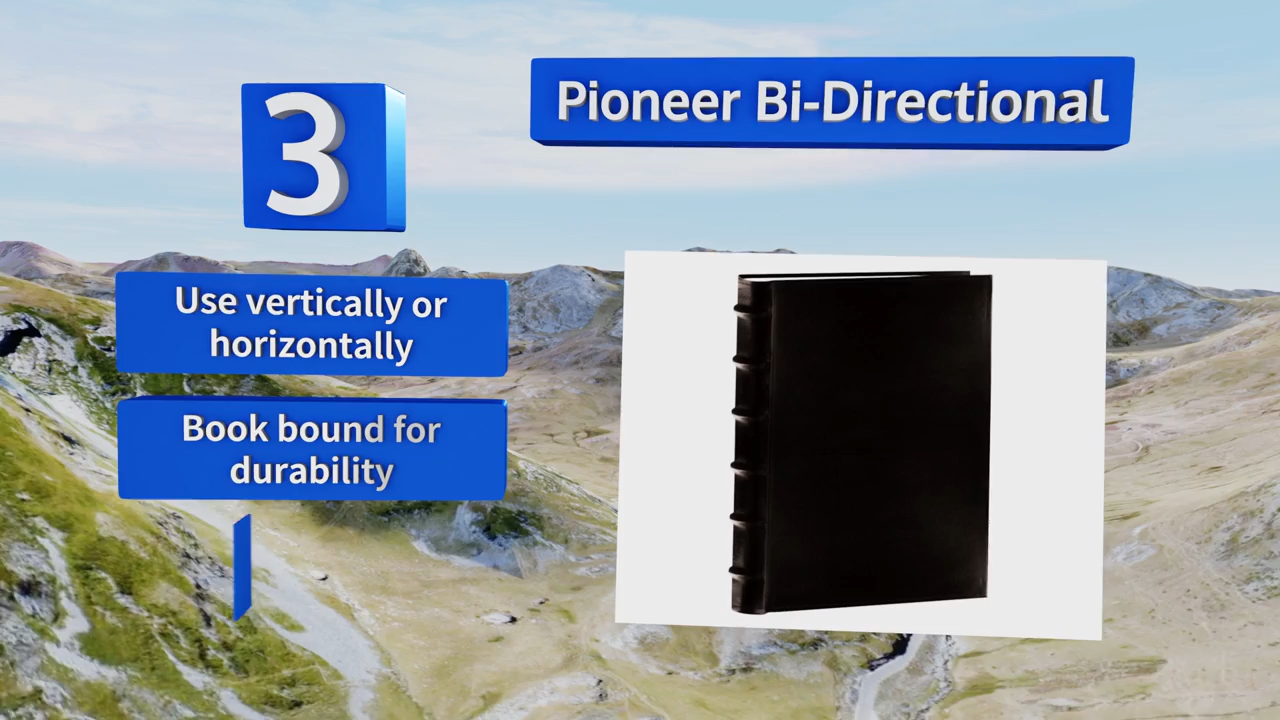 3
Pioneer Bi-Directional
Use vertically or
horizontally
Book bound for
durability